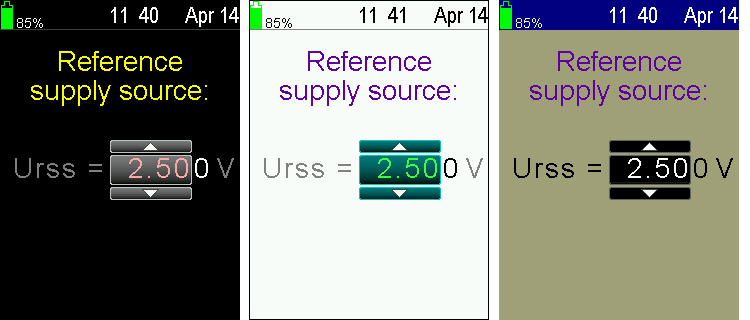 85% 11 40 Apr 14
Reference
supply source:
Urss = 2.500 V
85% 11 41 Apr 14
Reference
supply source:
Urss = 2.500 V
85% 11 40 Apr 14
Reference
supply source:
Urss = 2.500 V